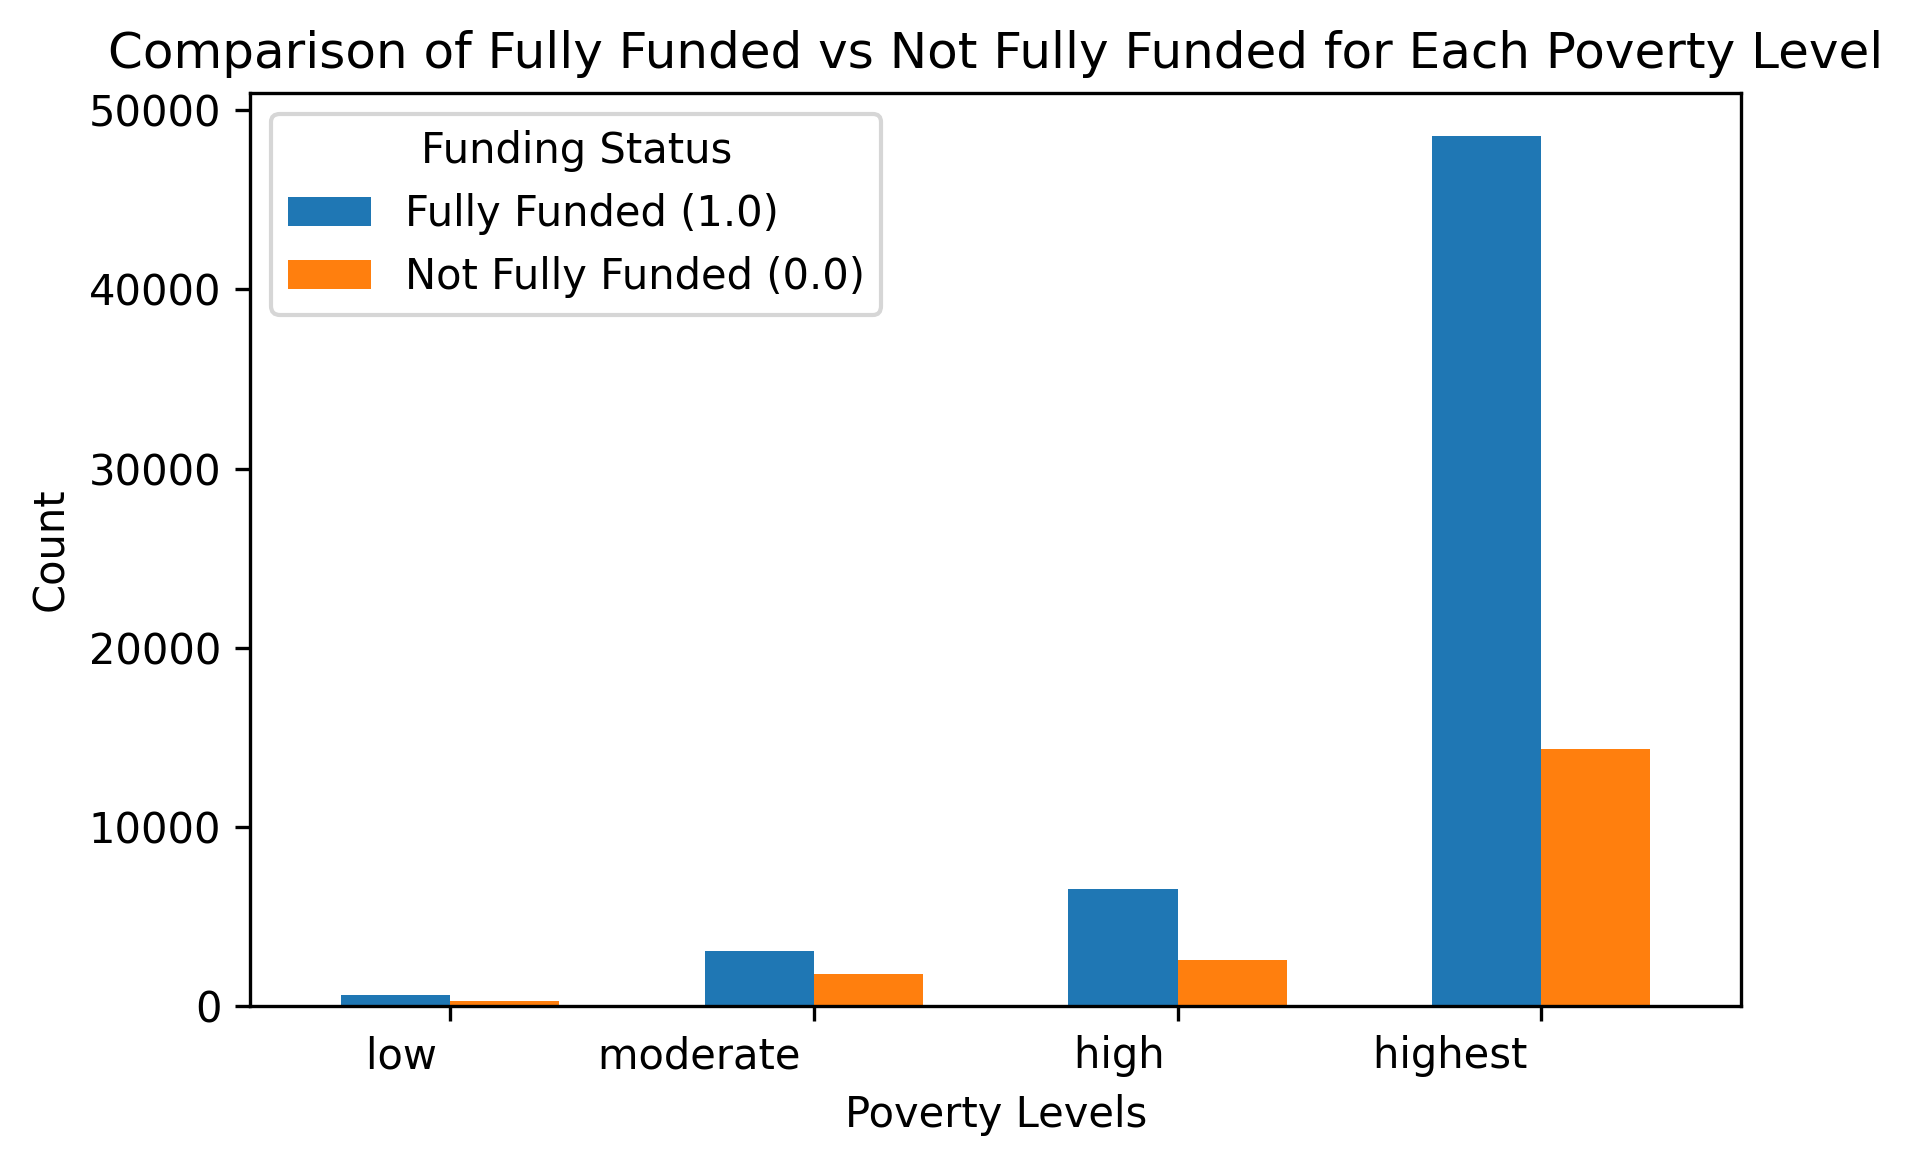 Comparison of Fully Funded vs Not Fully Funded for Each Poverty Level
Funding Status
Fully Funded (1.0)
Not Fully Funded (0.0)
50000
40000
30000
20000
10000
0
Count
low
moderate
high
highest
Poverty Levels